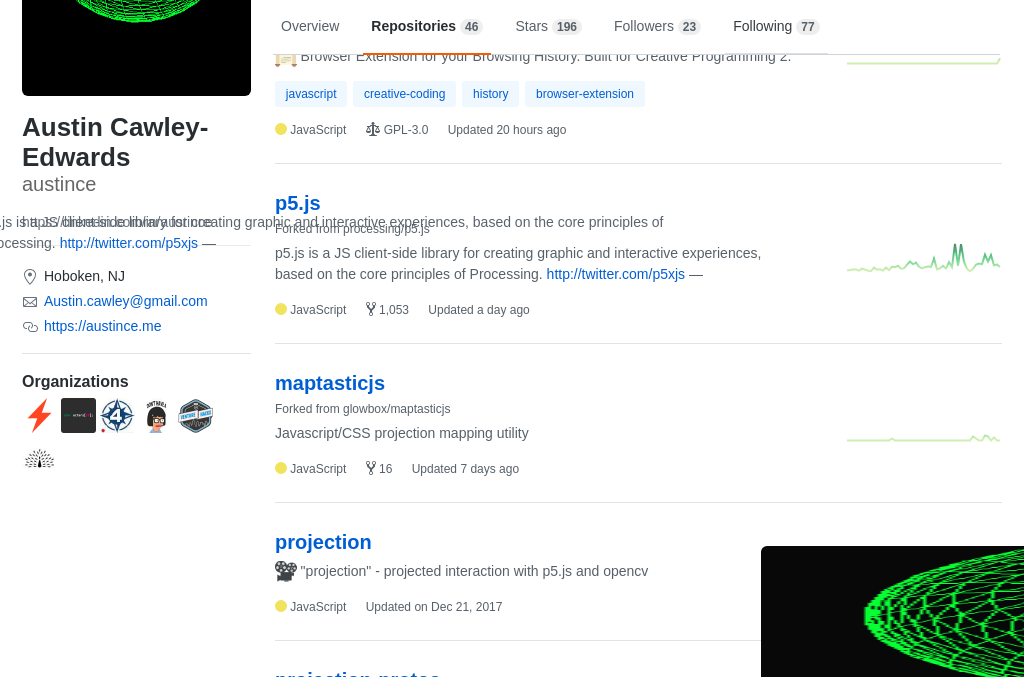 Overview Repositories 46 Stars 196 Followers 23 Following 77
Browser Extension for your Browsing History. Built for Creative Programming 2.
javascript creative-coding history browser-extension
JavaScript GPL-3.0 Updated 20 hours ago
Austin Cawley-
Edwards
austince
.js is a JS client-side library for creating graphic and interactive experiences, based on the core principles of
ocessing. http://twitter.com/p5xjs —
Hoboken, NJ
Austin.cawley@gmail.com
https://austince.me
Organizations
p5.js
Forked from processing/p5.js
p5.js is a JS client-side library for creating graphic and interactive experiences,
based on the core principles of Processing. http://twitter.com/p5xjs —
JavaScript 1,053 Updated a day ago
maptasticjs
Forked from glowbox/maptasticjs
Javascript/CSS projection mapping utility
JavaScript 16 Updated 7 days ago
projection
"projection" - projected interaction with p5.js and opencv
JavaScript Updated on Dec 21, 2017
projection-protos